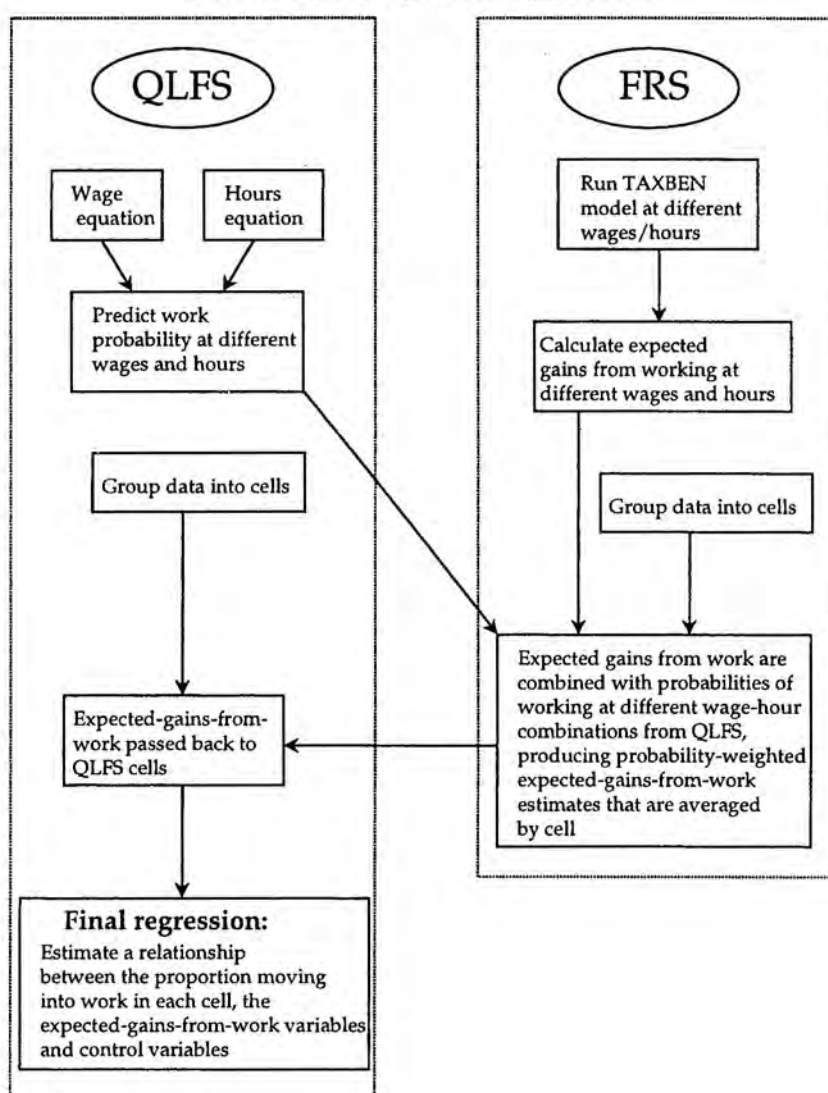 QLFS
Wage
equation
Hours
equation
Predict work
probability at different
wages and hours
Group data into cells
Expected-gains-from-
work passed back to
QLFS cells
Final regression:
Estimate a relationship
between the proportion moving
into work in each cell, the
expected-gains-from-work variables
and control variables
FRS
Run TAXBEN
model at different
wages/hours
Calculate expected
gains from working at
different wages and hours
Group data into cells
Expected gains from work are
combined with probabilities of
working at different wage-hour
combinations from QLFS,
producing probability-weighted
expected-gains-from-work
estimates that are averaged
by cell